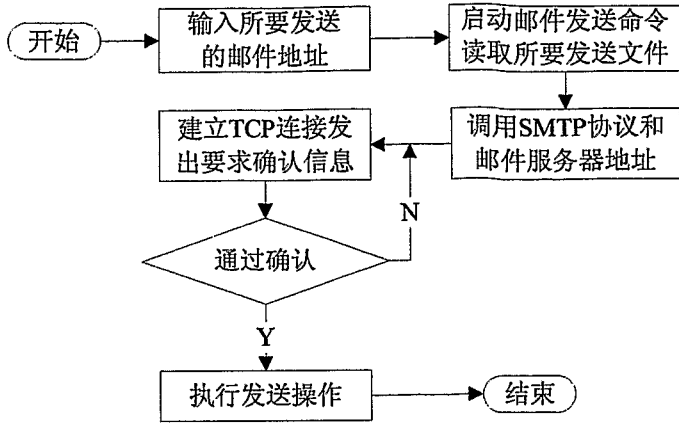 开始
输入所要发送
的邮件地址
启动邮件发送命令
读取所要发送文件
调用SMTP协议和
邮件服务器地址
建立TCP连接发
出要求确认信息
N
通过确认
Y
执行发送操作
结束